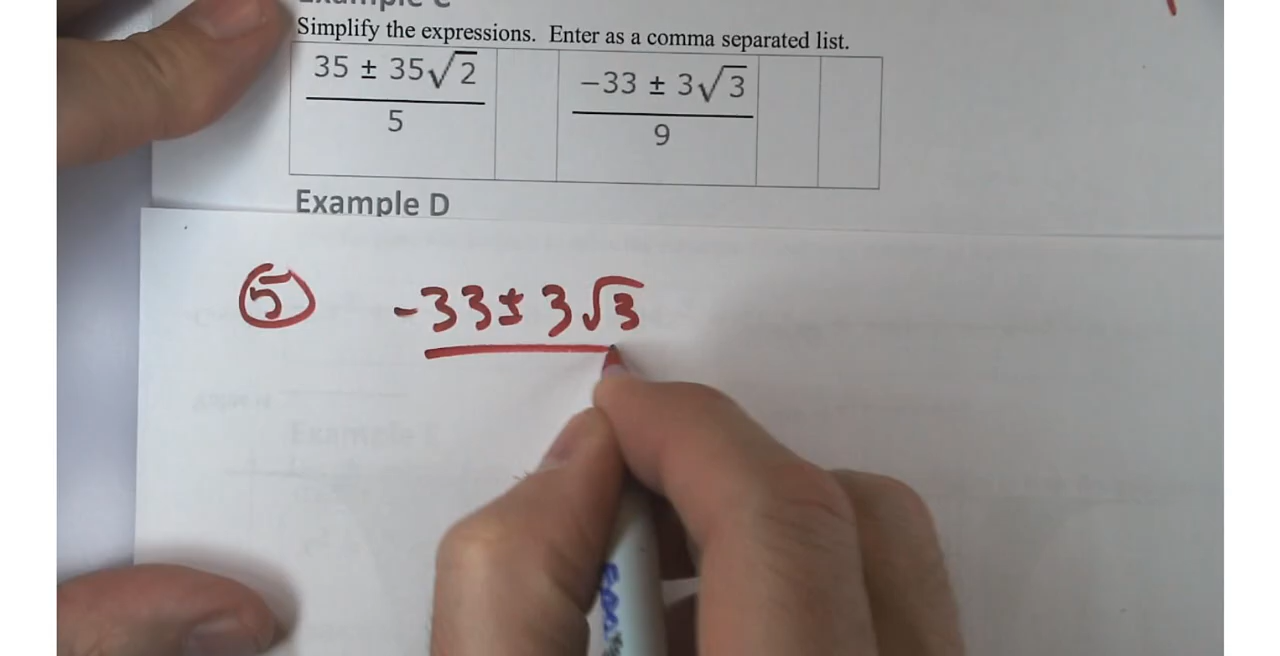 Simplify the expressions. Enter as a comma separated list.
35 ± 35√2
5
-33 ± 3√3
9
Example D
5 -33 ± 3√3